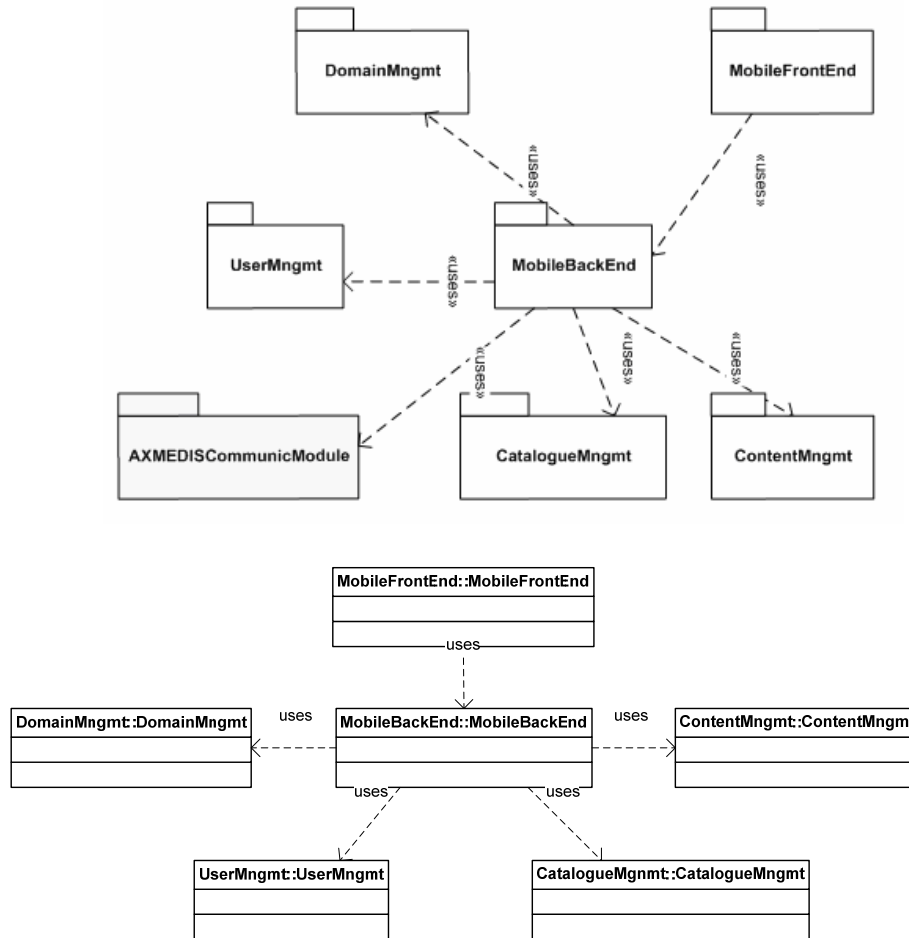 DomainMngmt
MobileFrontEnd
«uses»
«uses»
UserMngmt
«uses»
MobileBackEnd
«uses»
«uses»
«uses»
AXMEDISCommunicModule
CatalogueMngmt
ContentMngmt
MobileFrontEnd::MobileFrontEnd
uses
DomainMngmt::DomainMngmt
uses
MobileBackEnd::MobileBackEnd
uses
ContentMngmt::ContentMngm
uses
uses
UserMngmt::UserMngmt
CatalogueMgnmt::CatalogueMngmt